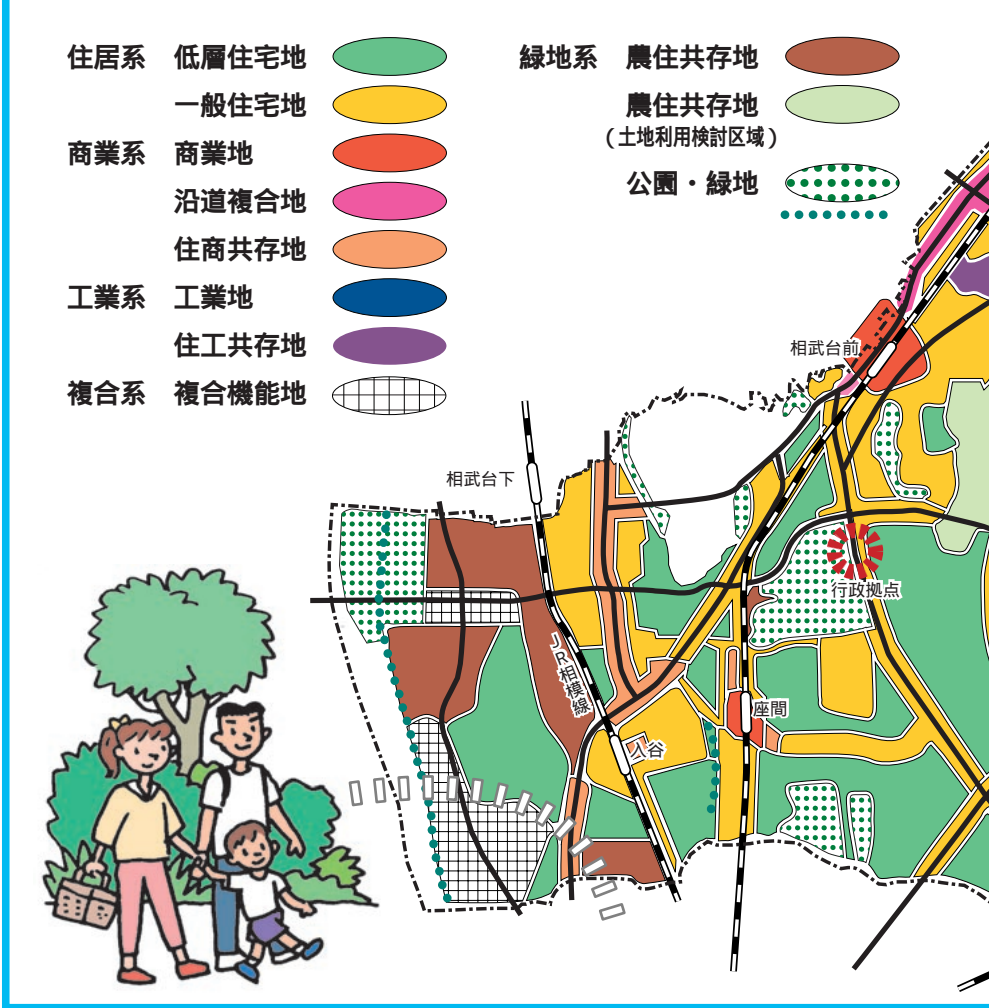 住居系 低層住宅地
一般住宅地
商業系 商業地
沿道複合地
住商共存地
工業系 工業地
住工共存地
複合系 複合機能地
緑地系 農住共存地
農住共存地
(土地利用検討区域)
公園・緑地
相武台前
相武台下
行政拠点
JR相模線
座間
入谷